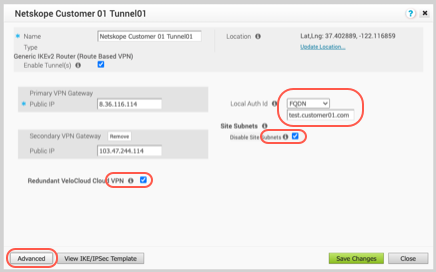 Netskope Customer 01 Tunnel01
Name Netskope Customer 01 Tunnel01
Type
Generic IKEv2 Router (Route Based VPN)
Enable Tunnel(s)
Location Lat,Lng: 37.402889, -122.116859
Update Location...
Primary VPN Gateway
Public IP 8.36.116.114
Secondary VPN Gateway Remove
Public IP 103.47.244.114
Redundant VeloCloud Cloud VPN
Local Auth Id FQDN
test.customer01.com
Site Subnets
Disable Site Subnets
Advanced View IKE/IPSec Template Save Changes Close